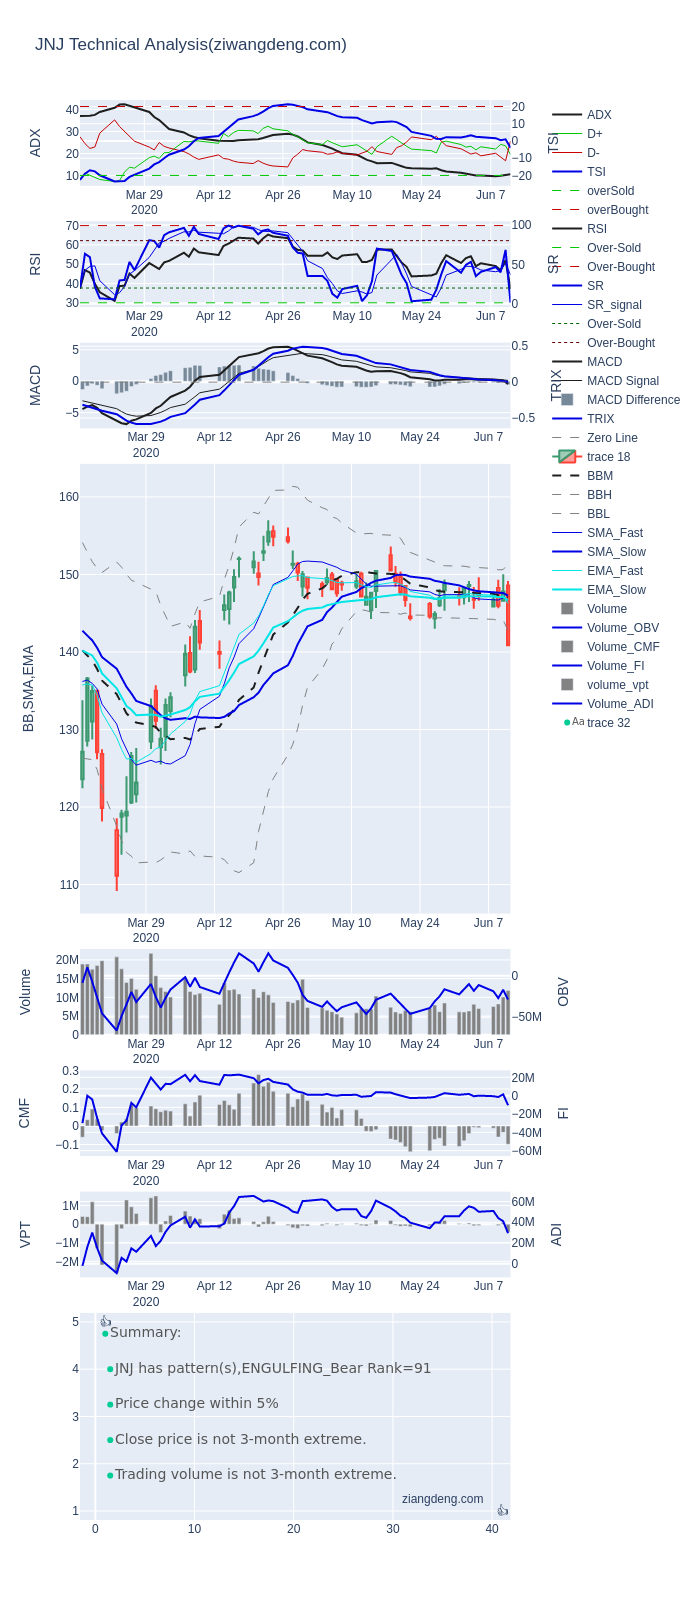 JNJ Technical Analysis(ziwangdeng.com)
40
30
20
10
ADX
20
10
0
−10
−20
TSI
Mar 29
2020
Apr 12
Apr 26
May 10
May 24
Jun 7
70
60
50
40
30
RSI
100
50
0
SR
Mar 29
2020
Apr 12
Apr 26
May 10
May 24
Jun 7
5
0
−5
MACD
0.5
0
−0.5
TRIX
Mar 29
2020
Apr 12
Apr 26
May 10
May 24
Jun 7
160
150
140
130
120
110
BB,SMA,EMA
Mar 29
2020
Apr 12
Apr 26
May 10
May 24
Jun 7
20M
15M
10M
5M
0
Volume
0
−50M
OBV
Mar 29
2020
Apr 12
Apr 26
May 10
May 24
Jun 7
0.3
0.2
0.1
0
−0.1
CMF
20M
0
−20M
−40M
−60M
FI
Mar 29
2020
Apr 12
Apr 26
May 10
May 24
Jun 7
1M
0
−1M
−2M
VPT
60M
40M
20M
0
ADI
Mar 29
2020
Apr 12
Apr 26
May 10
May 24
Jun 7
5
4
3
2
1
0
10
20
30
40
👍
Summary:
JNJ has pattern(s),ENGULFING_Bear Rank=91
Price change within 5%
Close price is not 3-month extreme.
Trading volume is not 3-month extreme.
ziangdeng.com
👍
ADX
D+
D-
TSI
overSold
overBought
RSI
Over-Sold
Over-Bought
SR
SR_signal
Over-Sold
Over-Bought
MACD
MACD Signal
MACD Difference
TRIX
Zero Line
trace 18
BBM
BBH
BBL
SMA_Fast
SMA_Slow
EMA_Fast
EMA_Slow
Volume
Volume_OBV
Volume_CMF
Volume_FI
volume_vpt
Volume_ADI
Aa trace 32